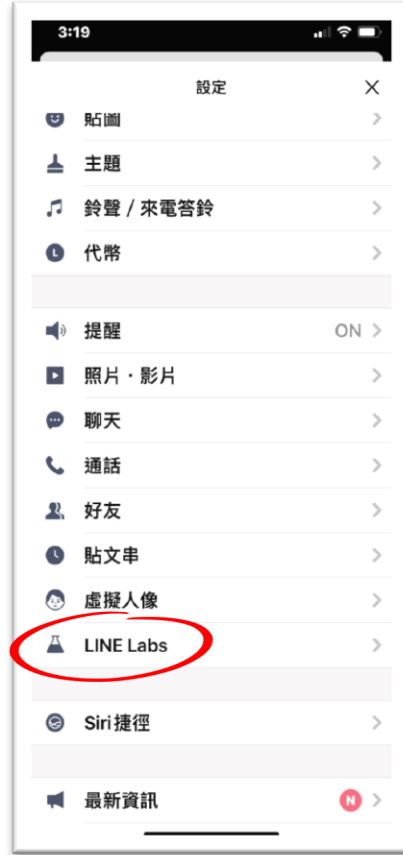 3:19
設定
貼圖
主題
鈴聲 / 來電答鈴
代幣
提醒 ON
照片・影片
聊天
通話
好友
貼文串
虛擬人像
LINE Labs
Siri捷徑
最新資訊 N